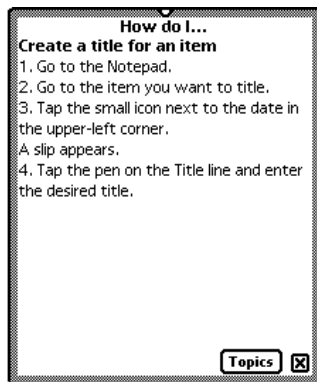 How do I...
Create a title for an item
1. Go to the Notepad.
2. Go to the item you want to title.
3. Tap the small icon next to the date in
the upper-left corner.
A slip appears.
4. Tap the pen on the Title line and enter
the desired title.
Topics